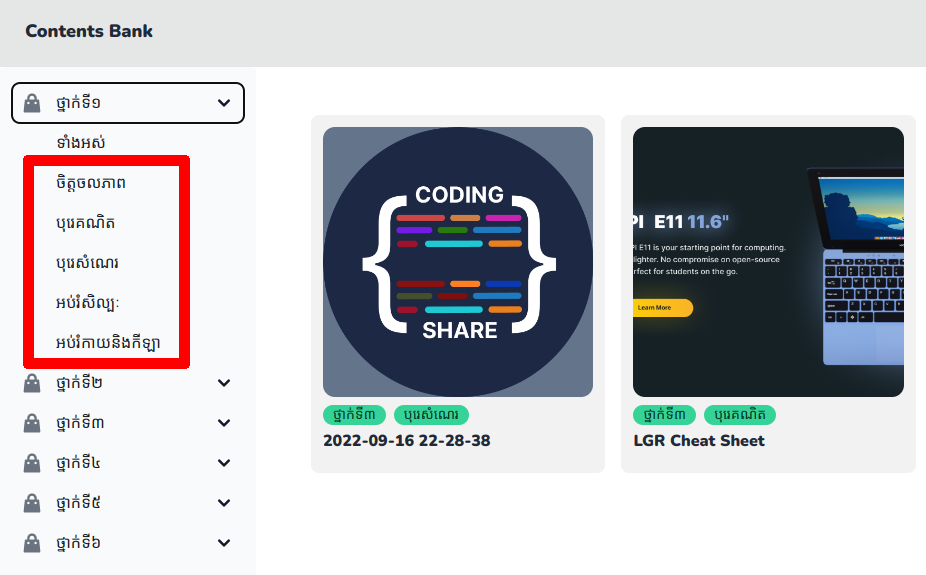 Contents Bank
ថ្នាក់ទី១
ទាំងអស់
ចិត្តចលភាព
បុរេគណិត
បុរេសំណេរ
អប់រំសិល្បៈ
អប់រំកាយនិងកីឡា
ថ្នាក់ទី២
ថ្នាក់ទី៣
ថ្នាក់ទី៤
ថ្នាក់ទី៥
ថ្នាក់ទី៦
CODING
SHARE
ថ្នាក់ទី៣ បុរេសំណេរ
2022-09-16 22-28-38
PI E11 11.6"
PI E11 is your starting point for computing.
lighter. No compromise on open-source
rfect for students on the go.
Learn More
ថ្នាក់ទី៣ បុរេគណិត
LGR Cheat Sheet